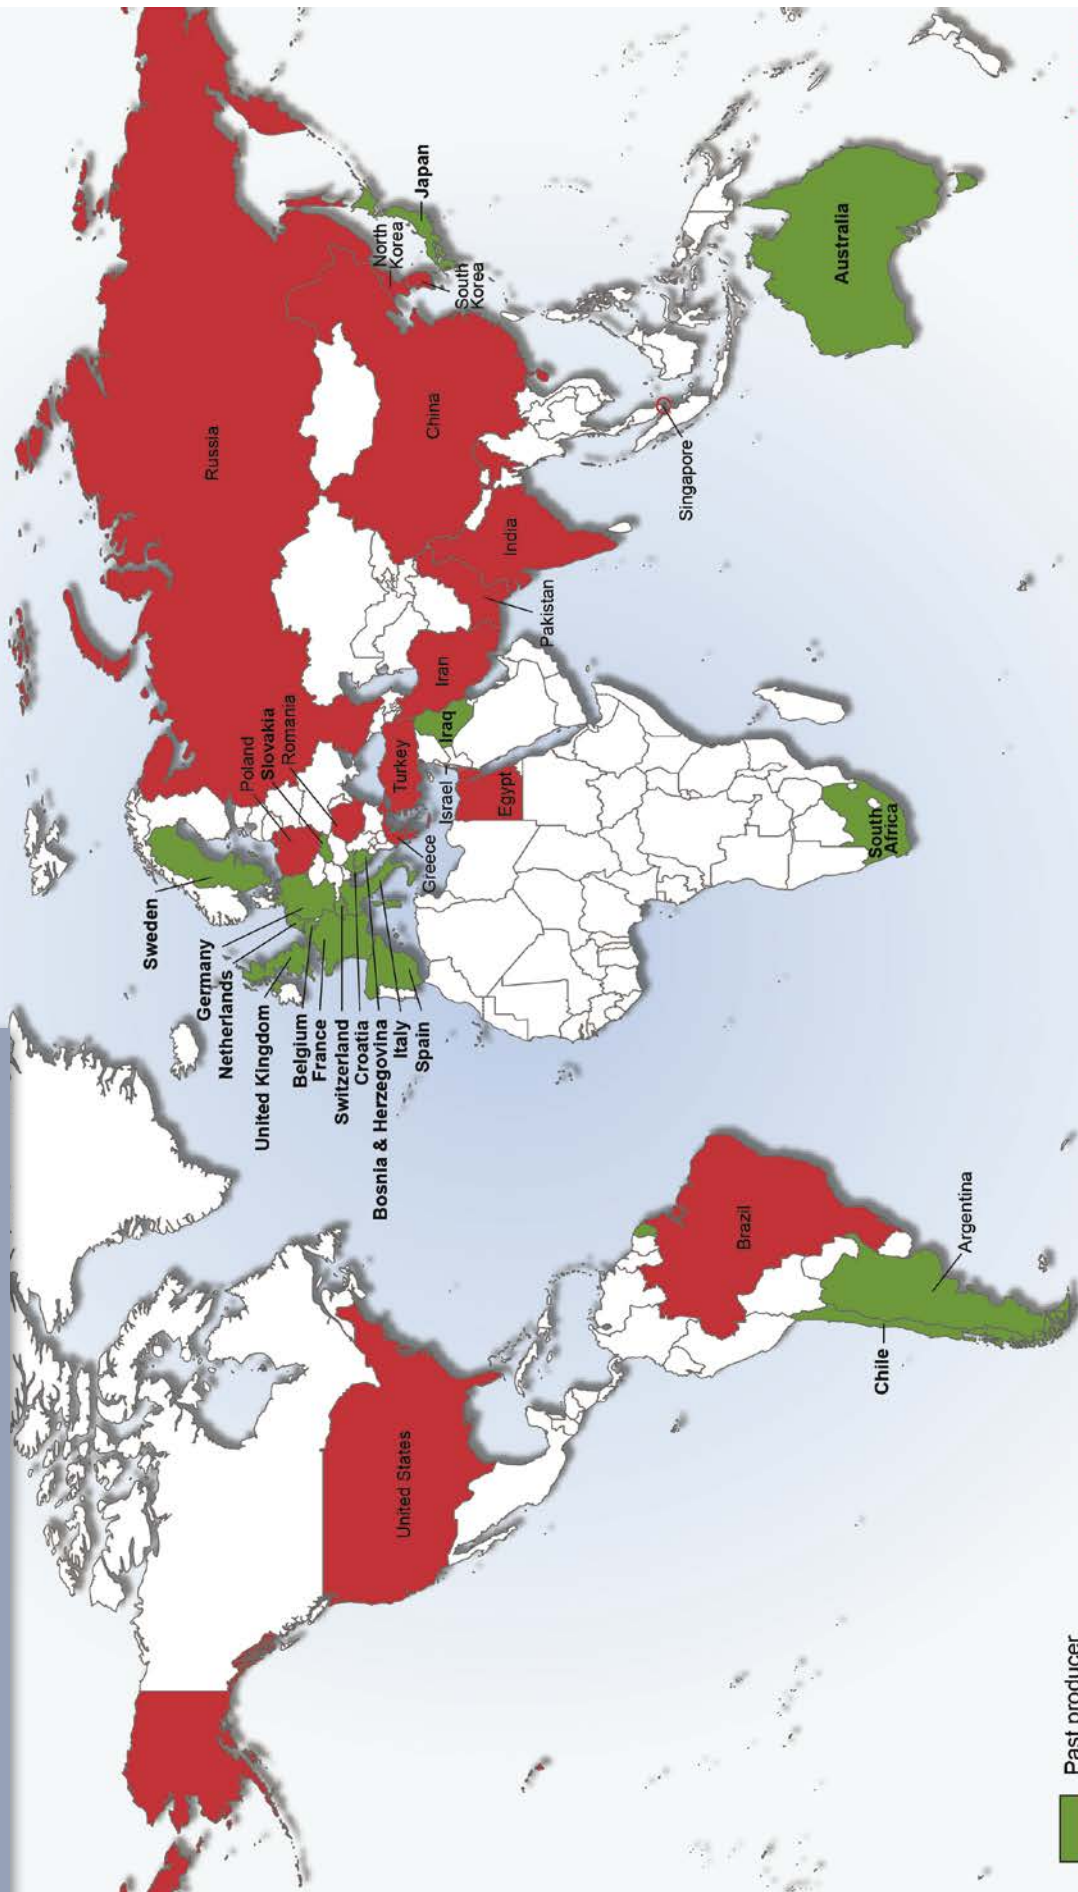 Sweden
Germany
Netherlands
United Kingdom
Belgium
France
Switzerland
Croatia
Bosnia & Herzegovina
Italy
Spain
Poland
Slovakia
Romania
Russia
Turkey
Greece
Israel
Iraq
Iran
Egypt
Pakistan
India
China
North
Korea
South
Korea
Japan
Singapore
Australia
South
Africa
United States
Brazil
Argentina
Chile
Past producer